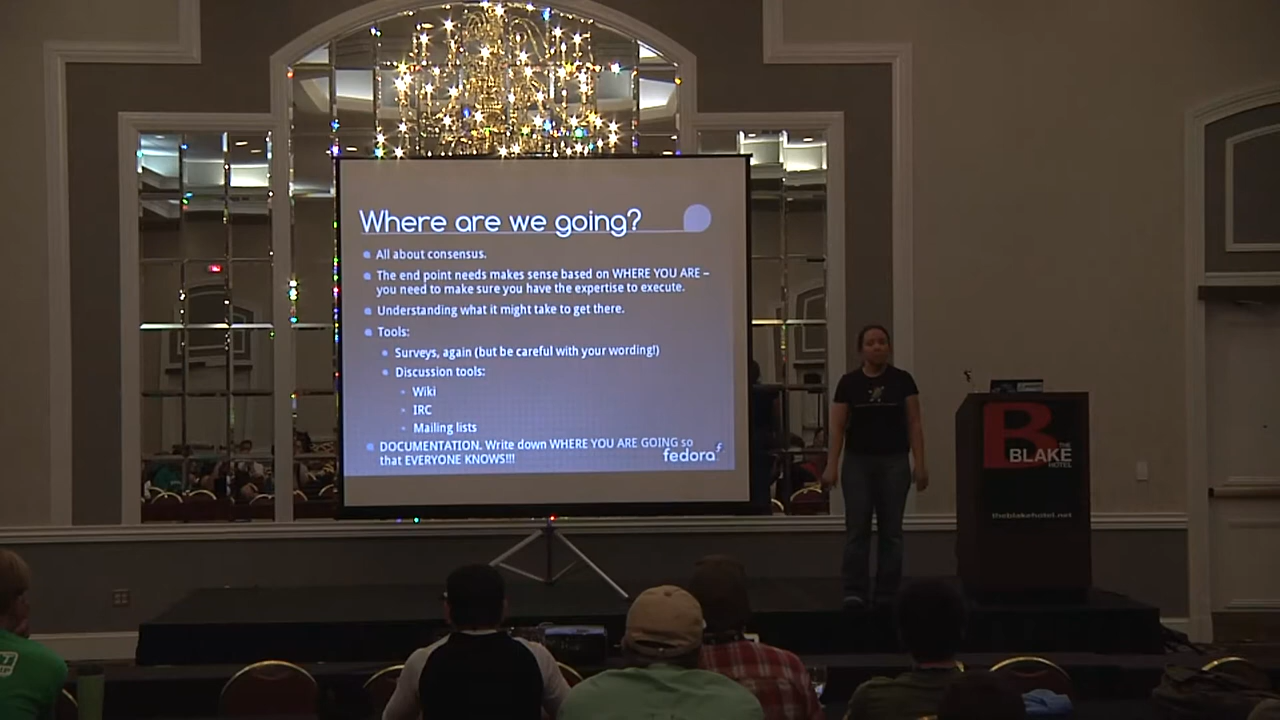 Where are we going?
All about consensus.
The end point needs makes sense based on WHERE YOU ARE –
you need to make sure you have the expertise to execute.
Understanding what it might take to get there.
Tools:
Surveys, again (but be careful with your wording!)
Discussion tools:
Wiki
IRC
Mailing lists
DOCUMENTATION. Write down WHERE YOU ARE GOING so
that EVERYONE KNOWS!!!
fedora
B
THE
BLAKE
HOTEL
theblakehotel.net